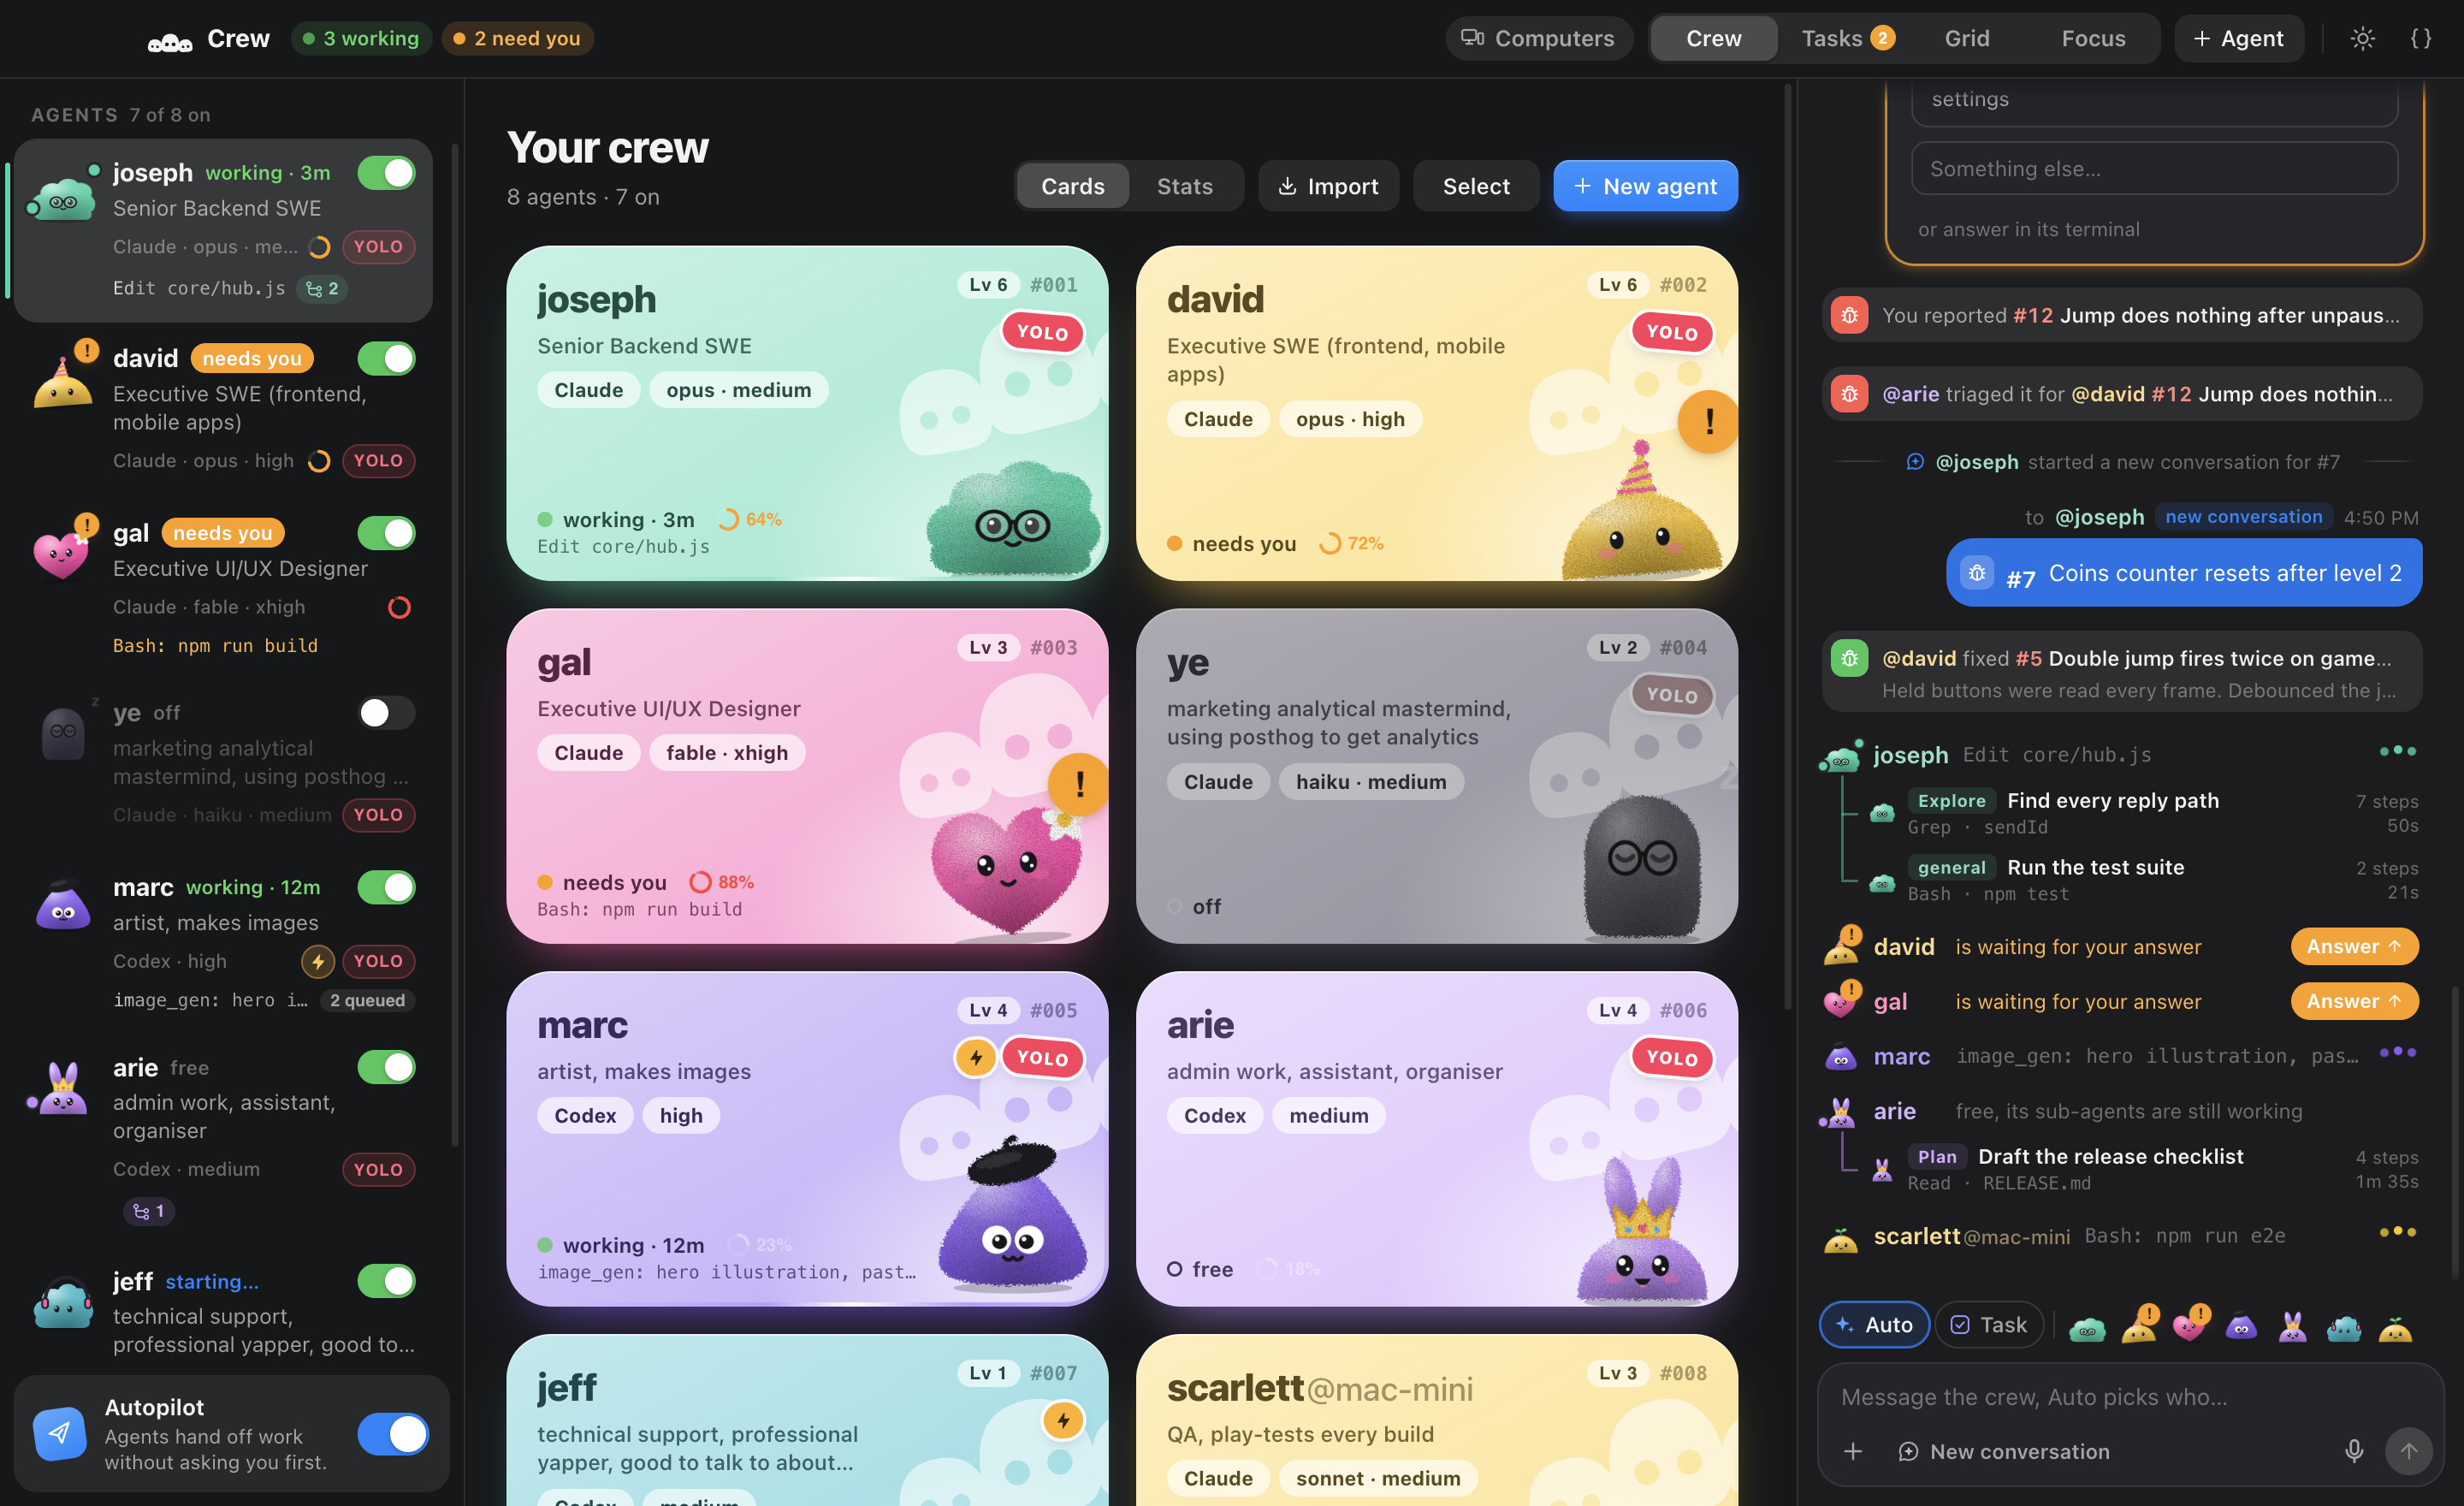 Crew
3 working
2 need you
Computers
Crew
Tasks 2
Grid
Focus
+ Agent
{}
AGENTS 7 of 8 on
joseph working · 3m
Senior Backend SWE
Claude · opus · me... YOLO
Edit core/hub.js 2
! david needs you
Executive SWE (frontend,
mobile apps)
Claude · opus · high YOLO
! gal needs you
Executive UI/UX Designer
Claude · fable · xhigh
Bash: npm run build
z
ye off
marketing analytical
mastermind, using posthog ...
Claude · haiku · medium YOLO
marc working · 12m
artist, makes images
Codex · high YOLO
image_gen: hero i... 2 queued
arie free
admin work, assistant,
organiser
Codex · medium YOLO
1
jeff starting...
technical support,
professional yapper, good to...
Autopilot
Agents hand off work
without asking you first.
Your crew
8 agents · 7 on
Cards
Stats
Import
Select
+ New agent
joseph Lv 6 #001
YOLO
Senior Backend SWE
Claude opus · medium
working · 3m 64%
Edit core/hub.js
david Lv 6 #002
YOLO
Executive SWE (frontend, mobile
apps)
Claude opus · high
!
needs you 72%
gal Lv 3 #003
Executive UI/UX Designer
Claude fable · xhigh
!
needs you 88%
Bash: npm run build
ye Lv 2 #004
YOLO
marketing analytical mastermind,
using posthog to get analytics
Claude haiku · medium
z
off
marc Lv 4 #005
YOLO
artist, makes images
Codex high
working · 12m 23%
image_gen: hero illustration, past...
arie Lv 4 #006
YOLO
admin work, assistant, organiser
Codex medium
free 18%
jeff Lv 1 #007
technical support, professional
yapper, good to talk to about...
Codex medium
scarlett@mac-mini Lv 3 #008
QA, play-tests every build
Claude sonnet · medium
settings
Something else...
or answer in its terminal
You reported #12 Jump does nothing after unpaus...
@arie triaged it for @david #12 Jump does nothin...
@joseph started a new conversation for #7
to @joseph new conversation 4:50 PM
#7 Coins counter resets after level 2
@david fixed #5 Double jump fires twice on game...
Held buttons were read every frame. Debounced the j...
joseph Edit core/hub.js
Explore Find every reply path 7 steps
Grep · sendId 50s
general Run the test suite 2 steps
Bash · npm test 21s
! david is waiting for your answer Answer ↑
! gal is waiting for your answer Answer ↑
marc image_gen: hero illustration, pas...
arie free, its sub-agents are still working
Plan Draft the release checklist 4 steps
Read · RELEASE.md 1m 35s
scarlett@mac-mini Bash: npm run e2e
Auto
Task
! !
Message the crew, Auto picks who...
+ New conversation